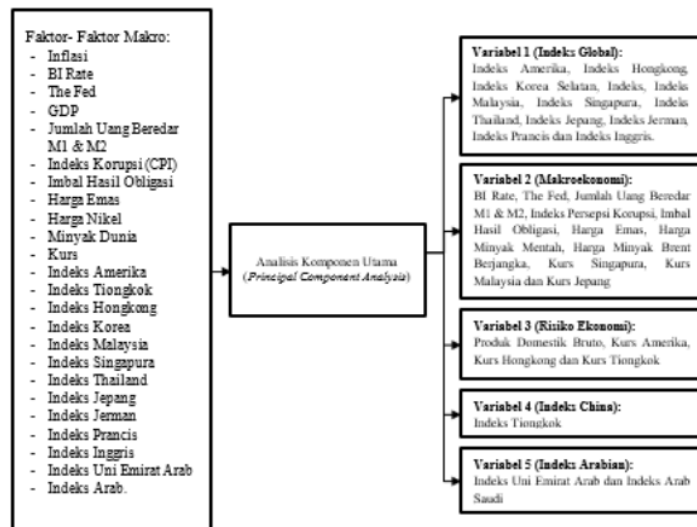 Faktor- Faktor Makro:
- Inflasi
- BI Rate
- The Fed
- GDP
- Jumlah Uang Beredar
M1 & M2
- Indeks Korupsi (CPI)
- Imbal Hasil Obligasi
- Harga Emas
- Harga Nikel
- Minyak Dunia
- Kurs
- Indeks Amerika
- Indeks Tiongkok
- Indeks Hongkong
- Indeks Korea
- Indeks Malaysia
- Indeks Singapura
- Indeks Thailand
- Indeks Jepang
- Indeks Jerman
- Indeks Prancis
- Indeks Inggris
- Indeks Uni Emirat Arab
- Indeks Arab.
Analisis Komponen Utama
(Principal Component Analysis)
Variabel 1 (Indeks Global):
Indeks Amerika, Indeks Hongkong,
Indeks Korea Selatan, Indeks, Indeks
Malaysia, Indeks Singapura, Indeks
Thailand, Indeks Jepang, Indeks Jerman,
Indeks Prancis dan Indeks Inggris.
Variabel 2 (Makroekonomi):
BI Rate, The Fed, Jumlah Uang Beredar
M1 & M2, Indeks Persepsi Korupsi, Imbal
Hasil Obligasi, Harga Emas, Harga
Minyak Mentah, Harga Minyak Brent
Berjangka, Kurs Singapura, Kurs
Malaysia dan Kurs Jepang
Variabel 3 (Risiko Ekonomi):
Produk Domestik Bruto, Kurs Amerika,
Kurs Hongkong dan Kurs Tiongkok
Variabel 4 (Indeks China):
Indeks Tiongkok
Variabel 5 (Indeks Arabian):
Indeks Uni Emirat Arab dan Indeks Arab
Saudi